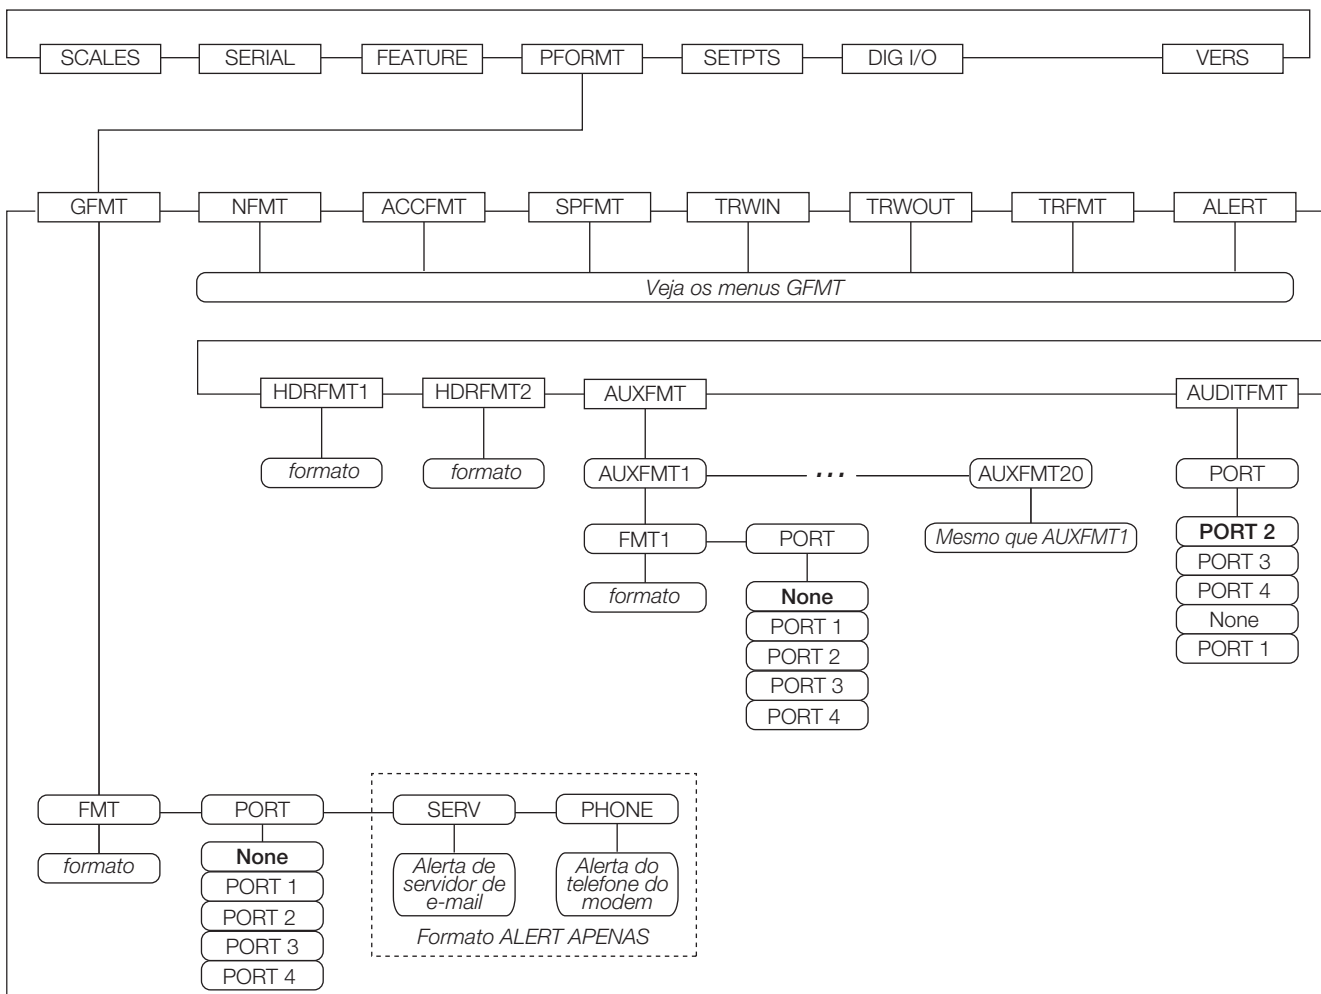 SCALES
SERIAL
FEATURE
PFORMT
SETPTS
DIG I/O
VERS
GFMT
NFMT
ACCFMT
SPFMT
TRWIN
TRWOUT
TRFMT
ALERT
Veja os menus GFMT
HDRFMT1
HDRFMT2
AUXFMT
AUDITFMT
formato
formato
AUXFMT1
...
AUXFMT20
PORT
FMT1
PORT
Mesmo que AUXFMT1
formato
None
PORT 1
PORT 2
PORT 3
PORT 4
PORT 2
PORT 3
PORT 4
None
PORT 1
FMT
PORT
SERV
PHONE
formato
None
PORT 1
PORT 2
PORT 3
PORT 4
Alerta de
servidor de
e-mail
Alerta do
telefone do
modem
Formato ALERT APENAS